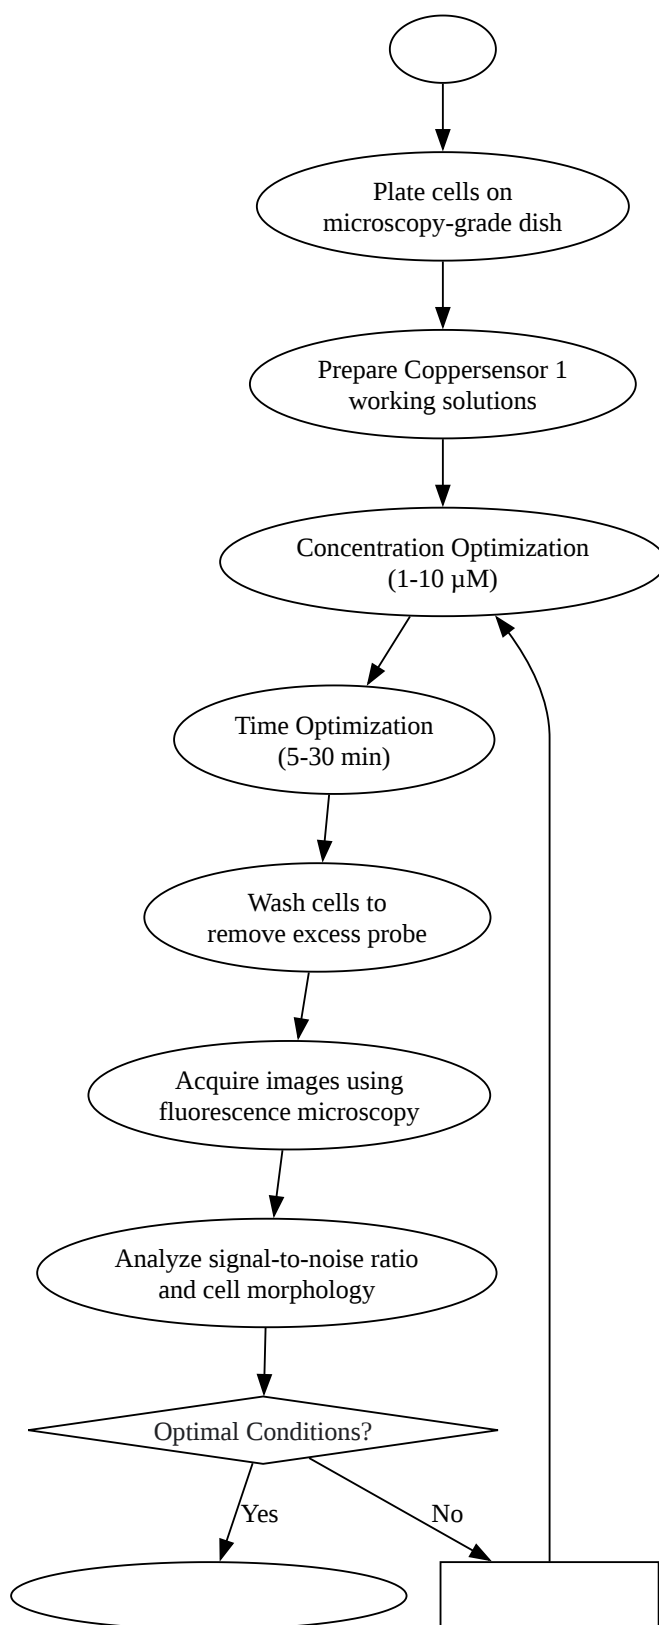 Plate cells on
microscopy-grade dish
Prepare Coppersensor 1
working solutions
Concentration Optimization
(1-10 µM)
Time Optimization
(5-30 min)
Wash cells to
remove excess probe
Acquire images using
fluorescence microscopy
Analyze signal-to-noise ratio
and cell morphology
Optimal Conditions?
Yes
No